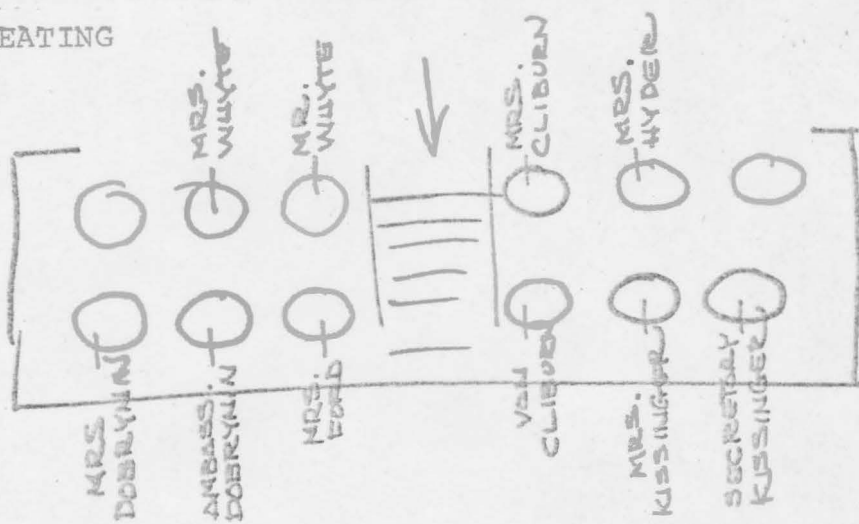 EATING
MRS.
WHYTE
MR.
WHYTE
MRS.
CLIBURN
MRS.
HYDER
MRS
DOBRYNIN
AMBASS.
DOBRYNIN
MRS.
FORD
VAN
CLIBURN
MRS.
KISSINGER
SECRETARY
KISSINGER